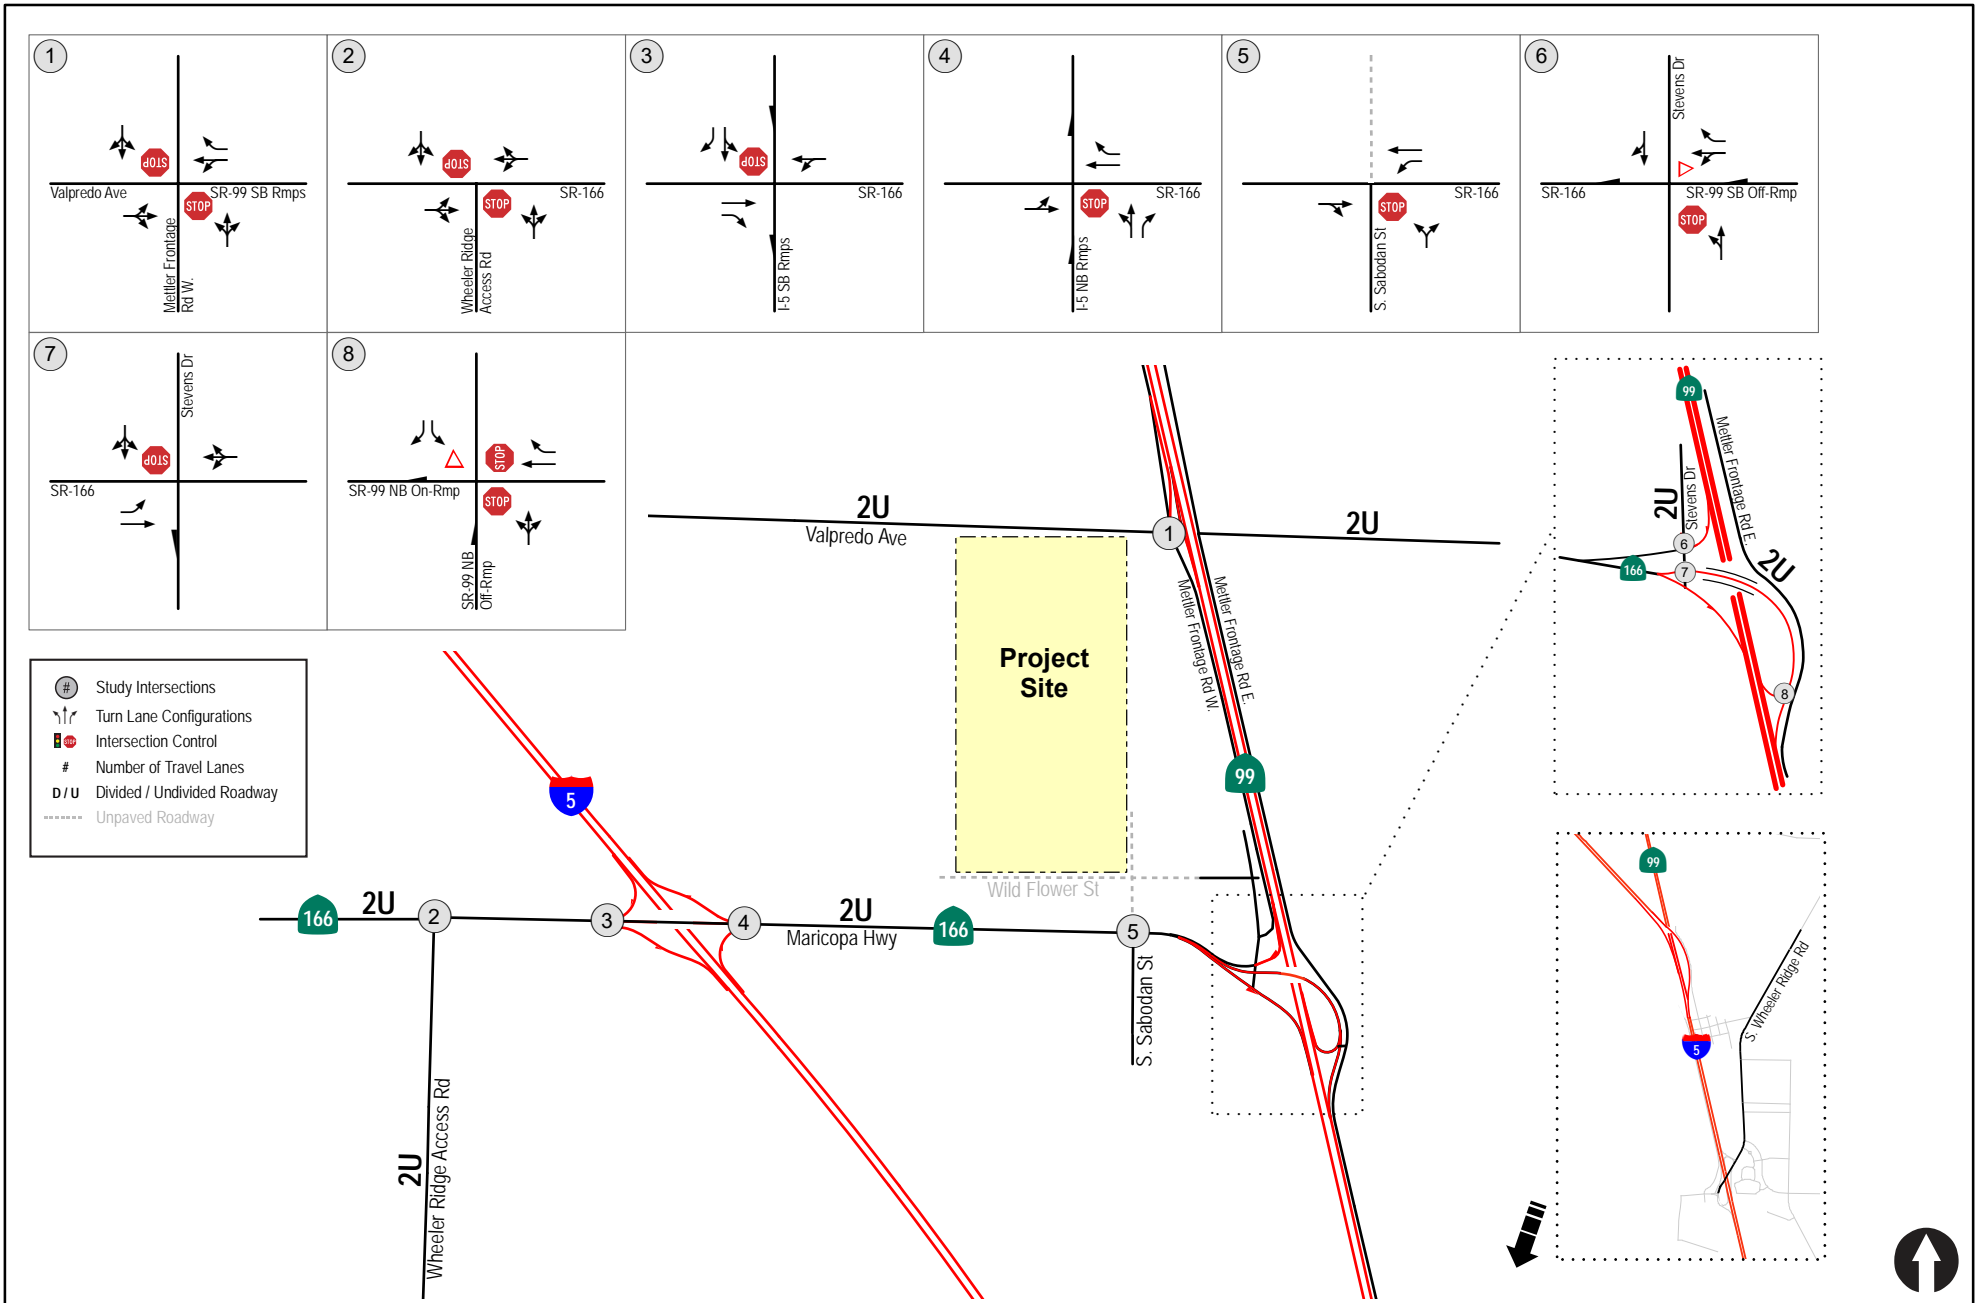 1
STOP
Valpredo Ave
SR-99 SB Rmps
STOP
Mettler Frontage
Rd W.
2
STOP
SR-166
STOP
Wheeler Ridge
Access Rd
3
STOP
SR-166
I-5 SB Rmps
4
SR-166
STOP
I-5 NB Rmps
5
SR-166
STOP
S. Sabodan St
6
Stevens Dr
SR-166
SR-99 SB Off-Rmp
STOP
7
Stevens Dr
STOP
SR-166
8
STOP
SR-99 NB On-Rmp
STOP
SR-99 NB
Off-Rmp
# Study Intersections
Turn Lane Configurations
STOP Intersection Control
# Number of Travel Lanes
D / U Divided / Undivided Roadway
Unpaved Roadway
2U
Valpredo Ave
1
2U
Mettler Frontage Rd W.
Mettler Frontage Rd E.
Project
Site
99
5
Wild Flower St
166
2U
2
3
4
2U
Maricopa Hwy
166
5
S. Sabodan St
2U
Wheeler Ridge Access Rd
99
Mettler Frontage Rd E.
2U
Stevens Dr
6
166
7
2U
8
99
S. Wheeler Ridge Rd
5